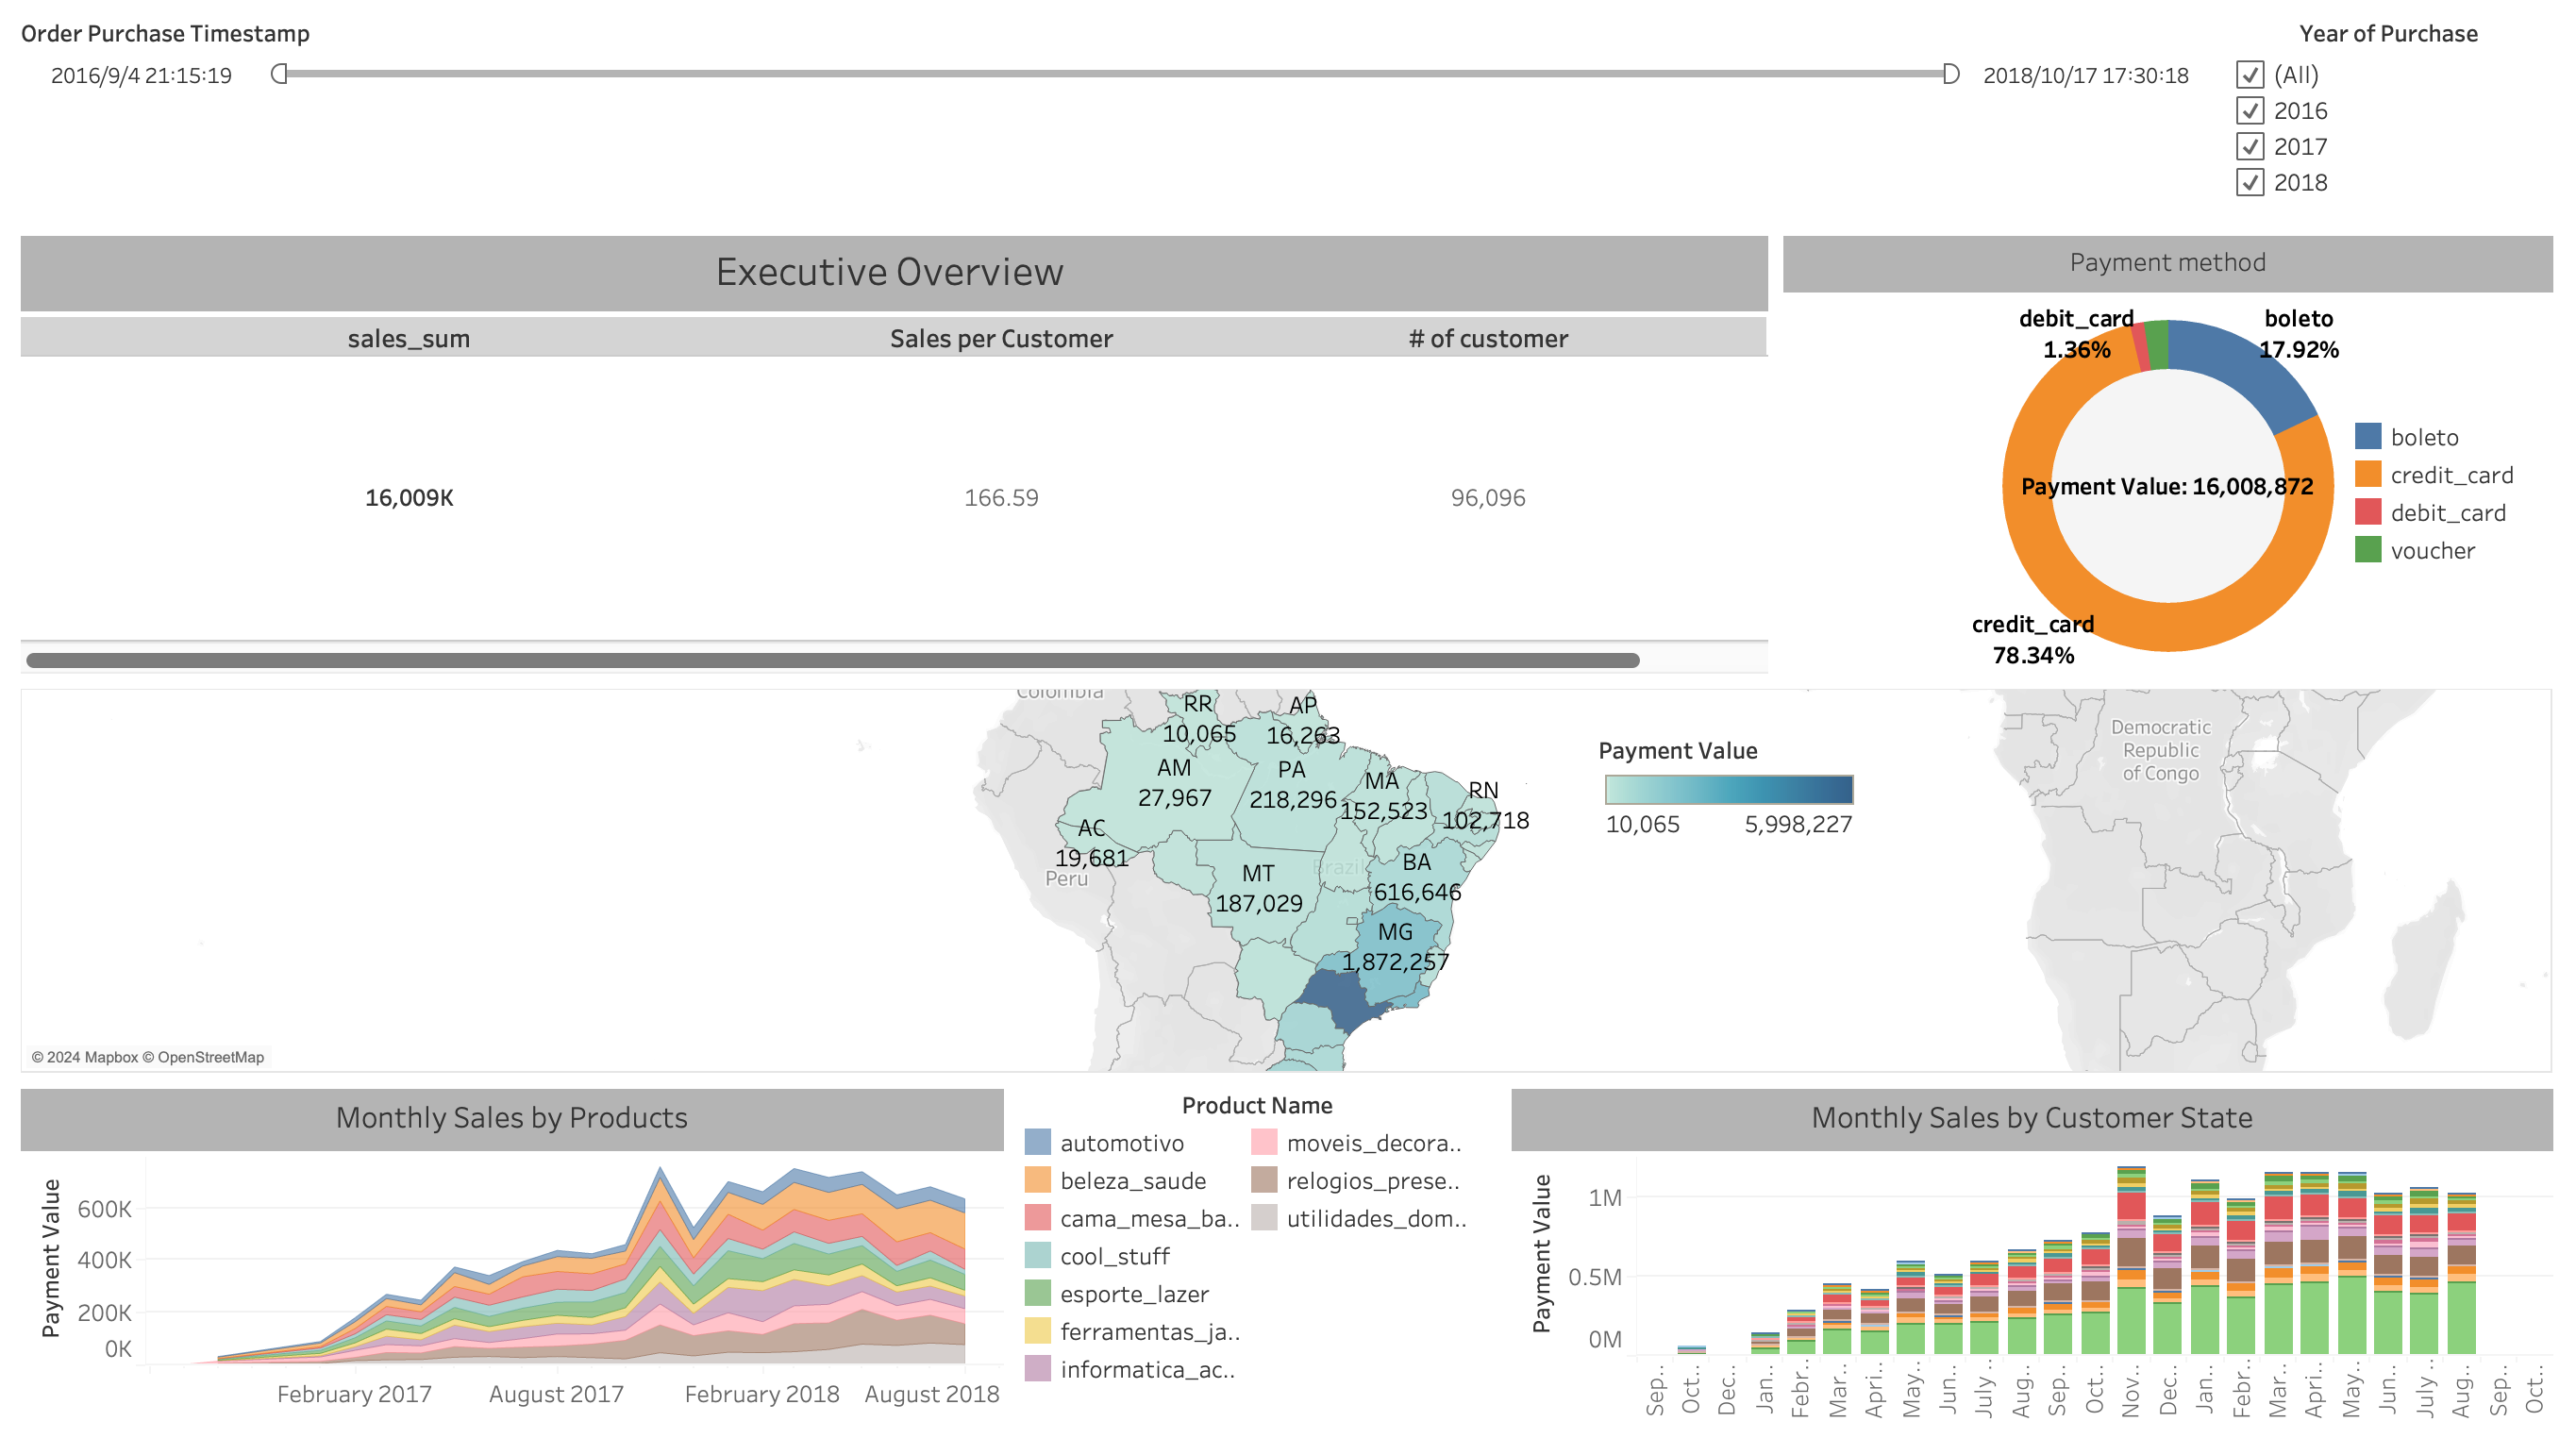 Order Purchase Timestamp
2016/9/4 21:15:19
2018/10/17 17:30:18
Year of Purchase
(All)
2016
2017
2018
Executive Overview
sales_sum
Sales per Customer
# of customer
16,009K
166.59
96,096
Payment method
debit_card
1.36%
boleto
17.92%
Payment Value: 16,008,872
credit_card
78.34%
boleto
credit_card
debit_card
voucher
Colombia
RR
10,065
AP
16,263
AM
27,967
PA
218,296
MA
152,523
RN
102,718
AC
19,681
Peru
MT
187,029
Brazil
BA
616,646
MG
1,872,257
Payment Value
10,065
5,998,227
Democratic
Republic
of Congo
© 2024 Mapbox © OpenStreetMap
Monthly Sales by Products
Payment Value
600K
400K
200K
0K
February 2017
August 2017
February 2018
August 2018
Product Name
automotivo
beleza_saude
cama_mesa_ba..
cool_stuff
esporte_lazer
ferramentas_ja..
informatica_ac..
moveis_decora..
relogios_prese..
utilidades_dom..
Monthly Sales by Customer State
Payment Value
1M
0.5M
0M
Sep..
Oct..
Dec..
Jan..
Febr..
Mar..
Apri..
May..
Jun..
July ..
Aug..
Sep..
Oct..
Nov..
Dec..
Jan..
Febr..
Mar..
Apri..
May..
Jun..
July ..
Aug..
Sep..
Oct..